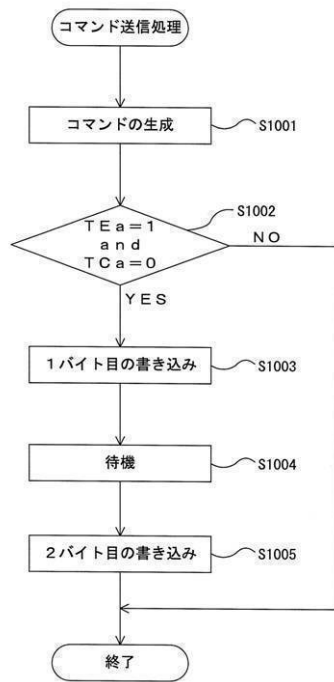 コマンド送信処理
コマンドの生成
S1001
S1002
TEa=1
and
TCa=0
NO
YES
1バイト目の書き込み
S1003
待機
S1004
2バイト目の書き込み
S1005
終了